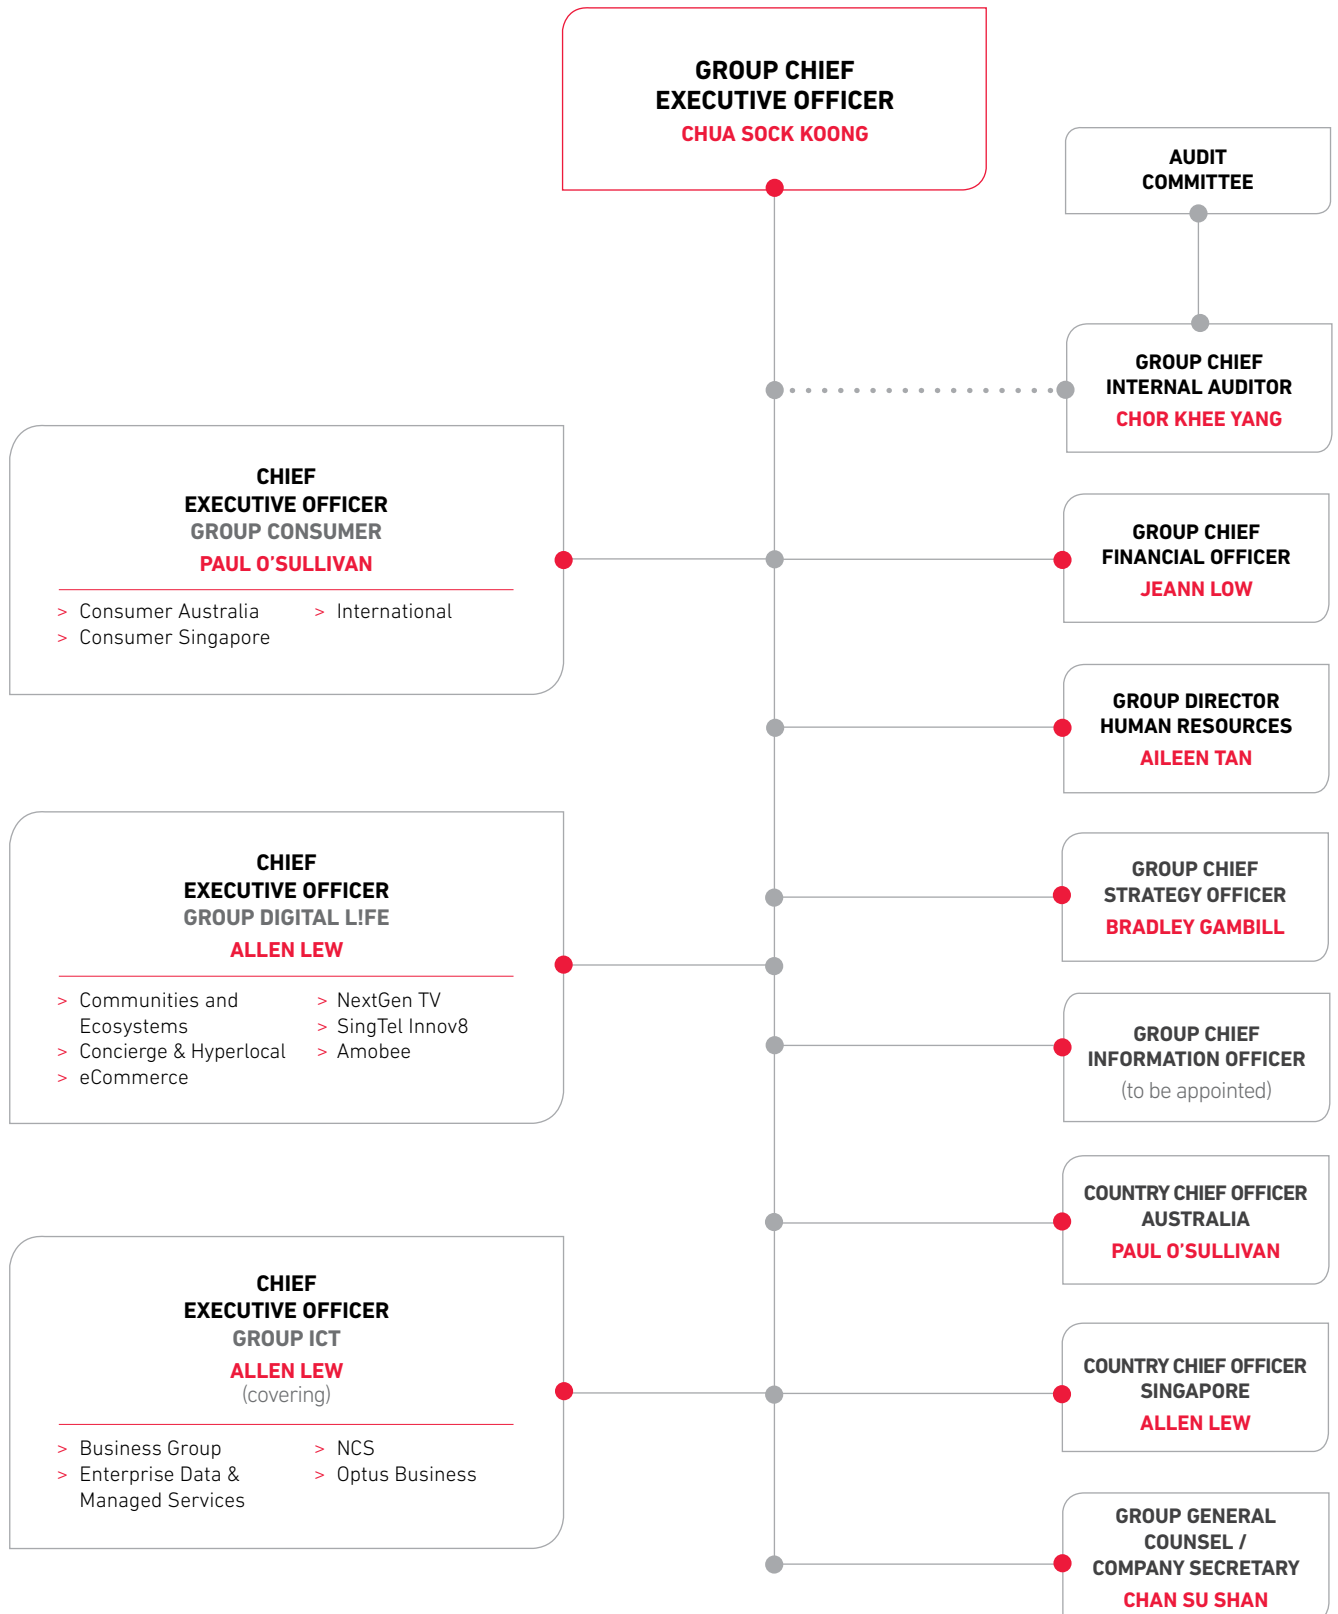 GROUP CHIEF
EXECUTIVE OFFICER
CHUA SOCK KOONG
AUDIT
COMMITTEE
GROUP CHIEF
INTERNAL AUDITOR
CHOR KHEE YANG
CHIEF
EXECUTIVE OFFICER
GROUP CONSUMER
PAUL O'SULLIVAN
> Consumer Australia
> Consumer Singapore
> International
GROUP CHIEF
FINANCIAL OFFICER
JEANN LOW
GROUP DIRECTOR
HUMAN RESOURCES
AILEEN TAN
CHIEF
EXECUTIVE OFFICER
GROUP DIGITAL L!FE
ALLEN LEW
> Communities and
Ecosystems
> Concierge & Hyperlocal
> eCommerce
> NextGen TV
> SingTel Innov8
> Amobee
GROUP CHIEF
STRATEGY OFFICER
BRADLEY GAMBILL
GROUP CHIEF
INFORMATION OFFICER
(to be appointed)
COUNTRY CHIEF OFFICER
AUSTRALIA
PAUL O'SULLIVAN
CHIEF
EXECUTIVE OFFICER
GROUP ICT
ALLEN LEW
(covering)
> Business Group
> Enterprise Data &
Managed Services
> NCS
> Optus Business
COUNTRY CHIEF OFFICER
SINGAPORE
ALLEN LEW
GROUP GENERAL
COUNSEL /
COMPANY SECRETARY
CHAN SU SHAN